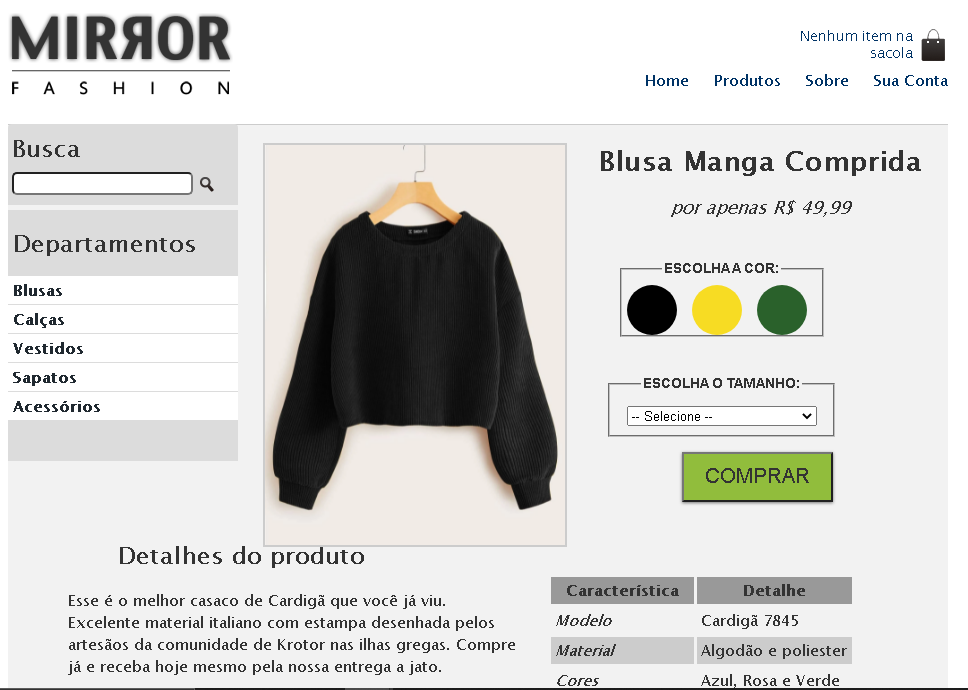 MIRROR
FASHION
Nenhum item na
sacola
Home Produtos Sobre Sua Conta
Busca
Departamentos
Blusas
Calças
Vestidos
Sapatos
Acessórios
Blusa Manga Comprida
por apenas R$ 49,99
ESCOLHA A COR:
ESCOLHA O TAMANHO:
-- Selecione --
COMPRAR
Detalhes do produto
Esse é o melhor casaco de Cardigã que você já viu.
Excelente material italiano com estampa desenhada pelos
artesãos da comunidade de Krotor nas ilhas gregas. Compre
já e receba hoje mesmo pela nossa entrega a jato.
Característica Detalhe
Modelo Cardigã 7845
Material Algodão e poliester
Cores Azul, Rosa e Verde